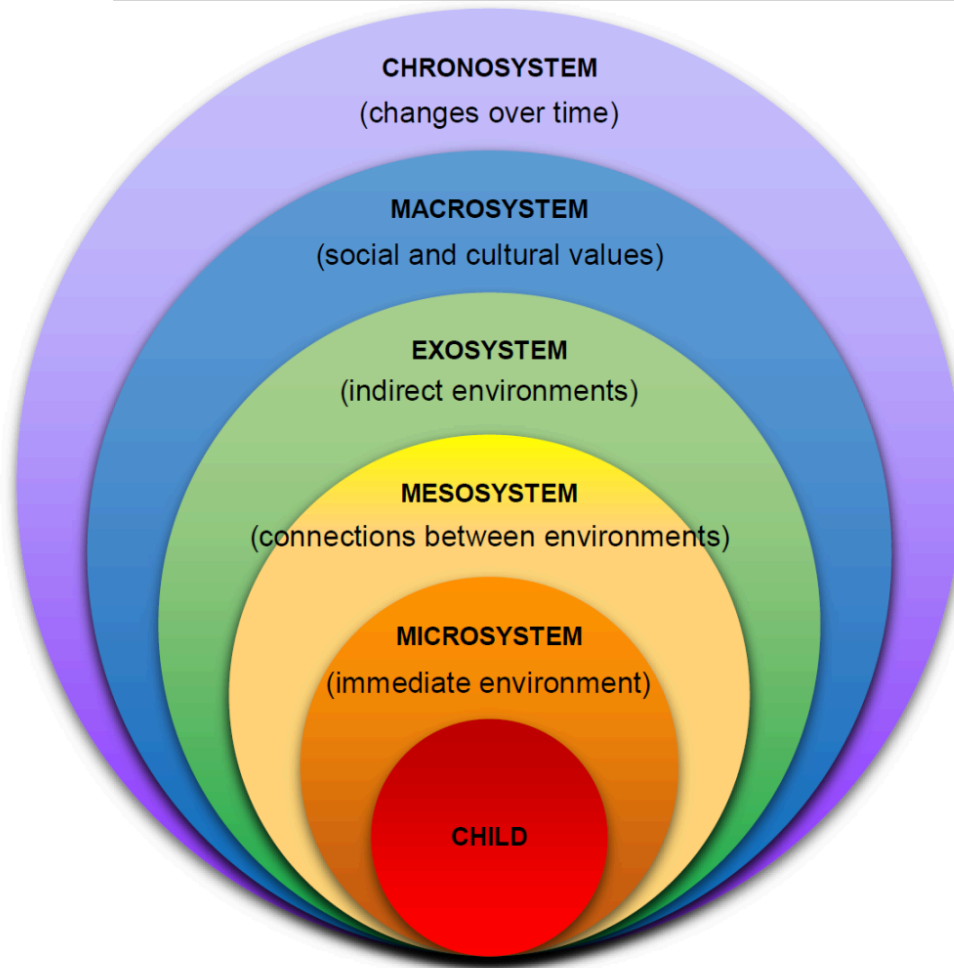 CHRONOSYSTEM
(changes over time)
MACROSYSTEM
(social and cultural values)
EXOSYSTEM
(indirect environments)
MESOSYSTEM
(connections between environments)
MICROSYSTEM
(immediate environment)
CHILD